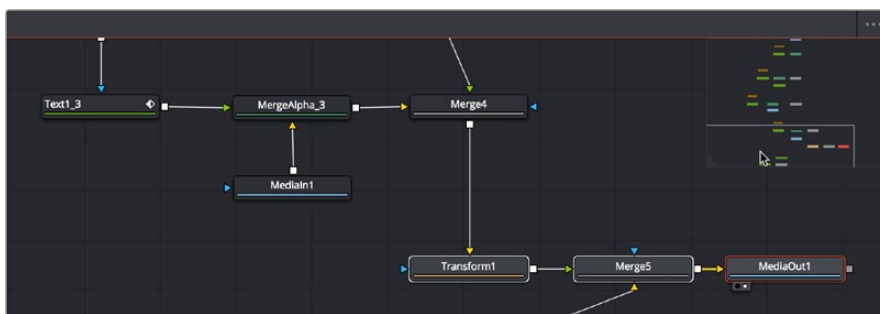 Text1_3
MergeAlpha_3
Merge4
MediaIn1
Transform1
Merge5
MediaOut1